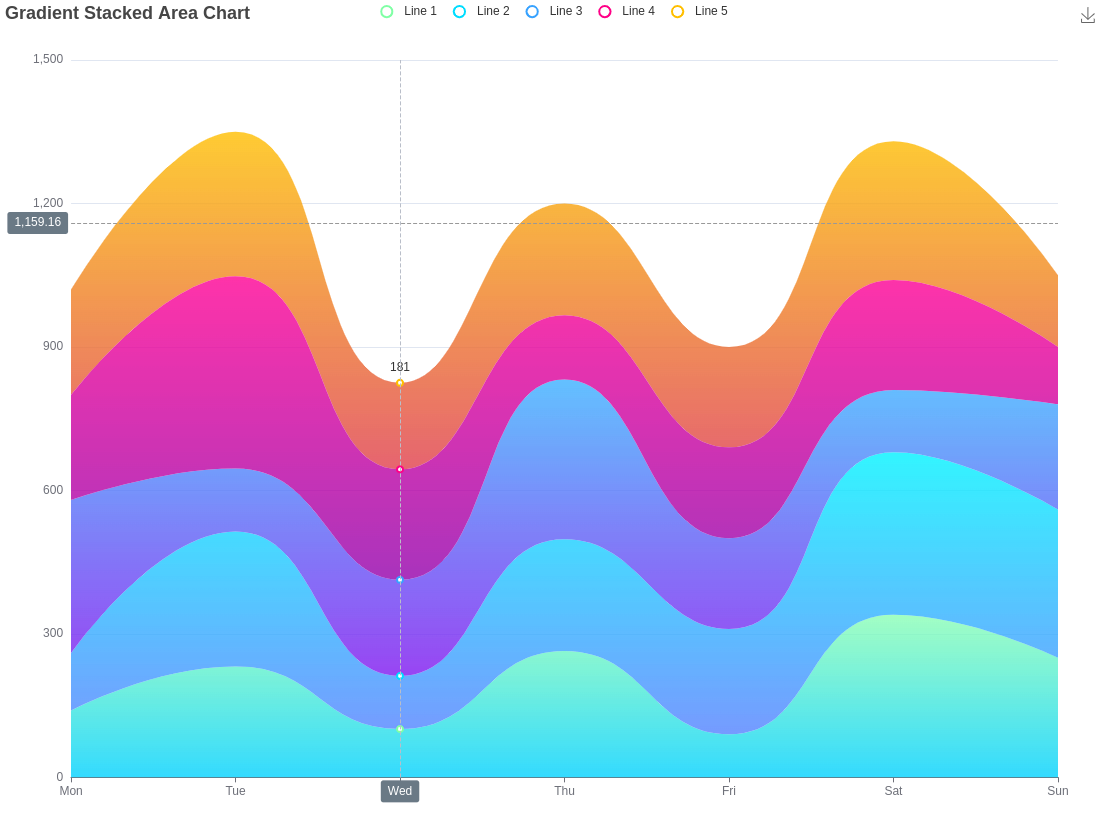 Gradient Stacked Area Chart
Line 1 Line 2 Line 3 Line 4 Line 5
1,500
1,200
1,159.16
900
181
600
300
0
Mon Tue Wed Thu Fri Sat Sun